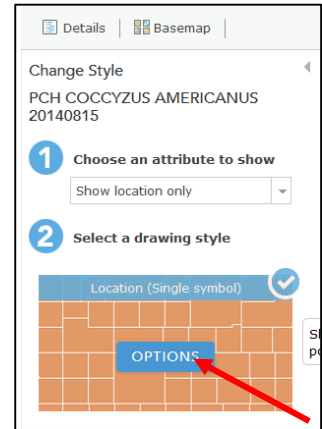 Details Basemap
Change Style
PCH COCCYZUS AMERICANUS
20140815
1 Choose an attribute to show
Show location only
2 Select a drawing style
Location (Single symbol)
OPTIONS